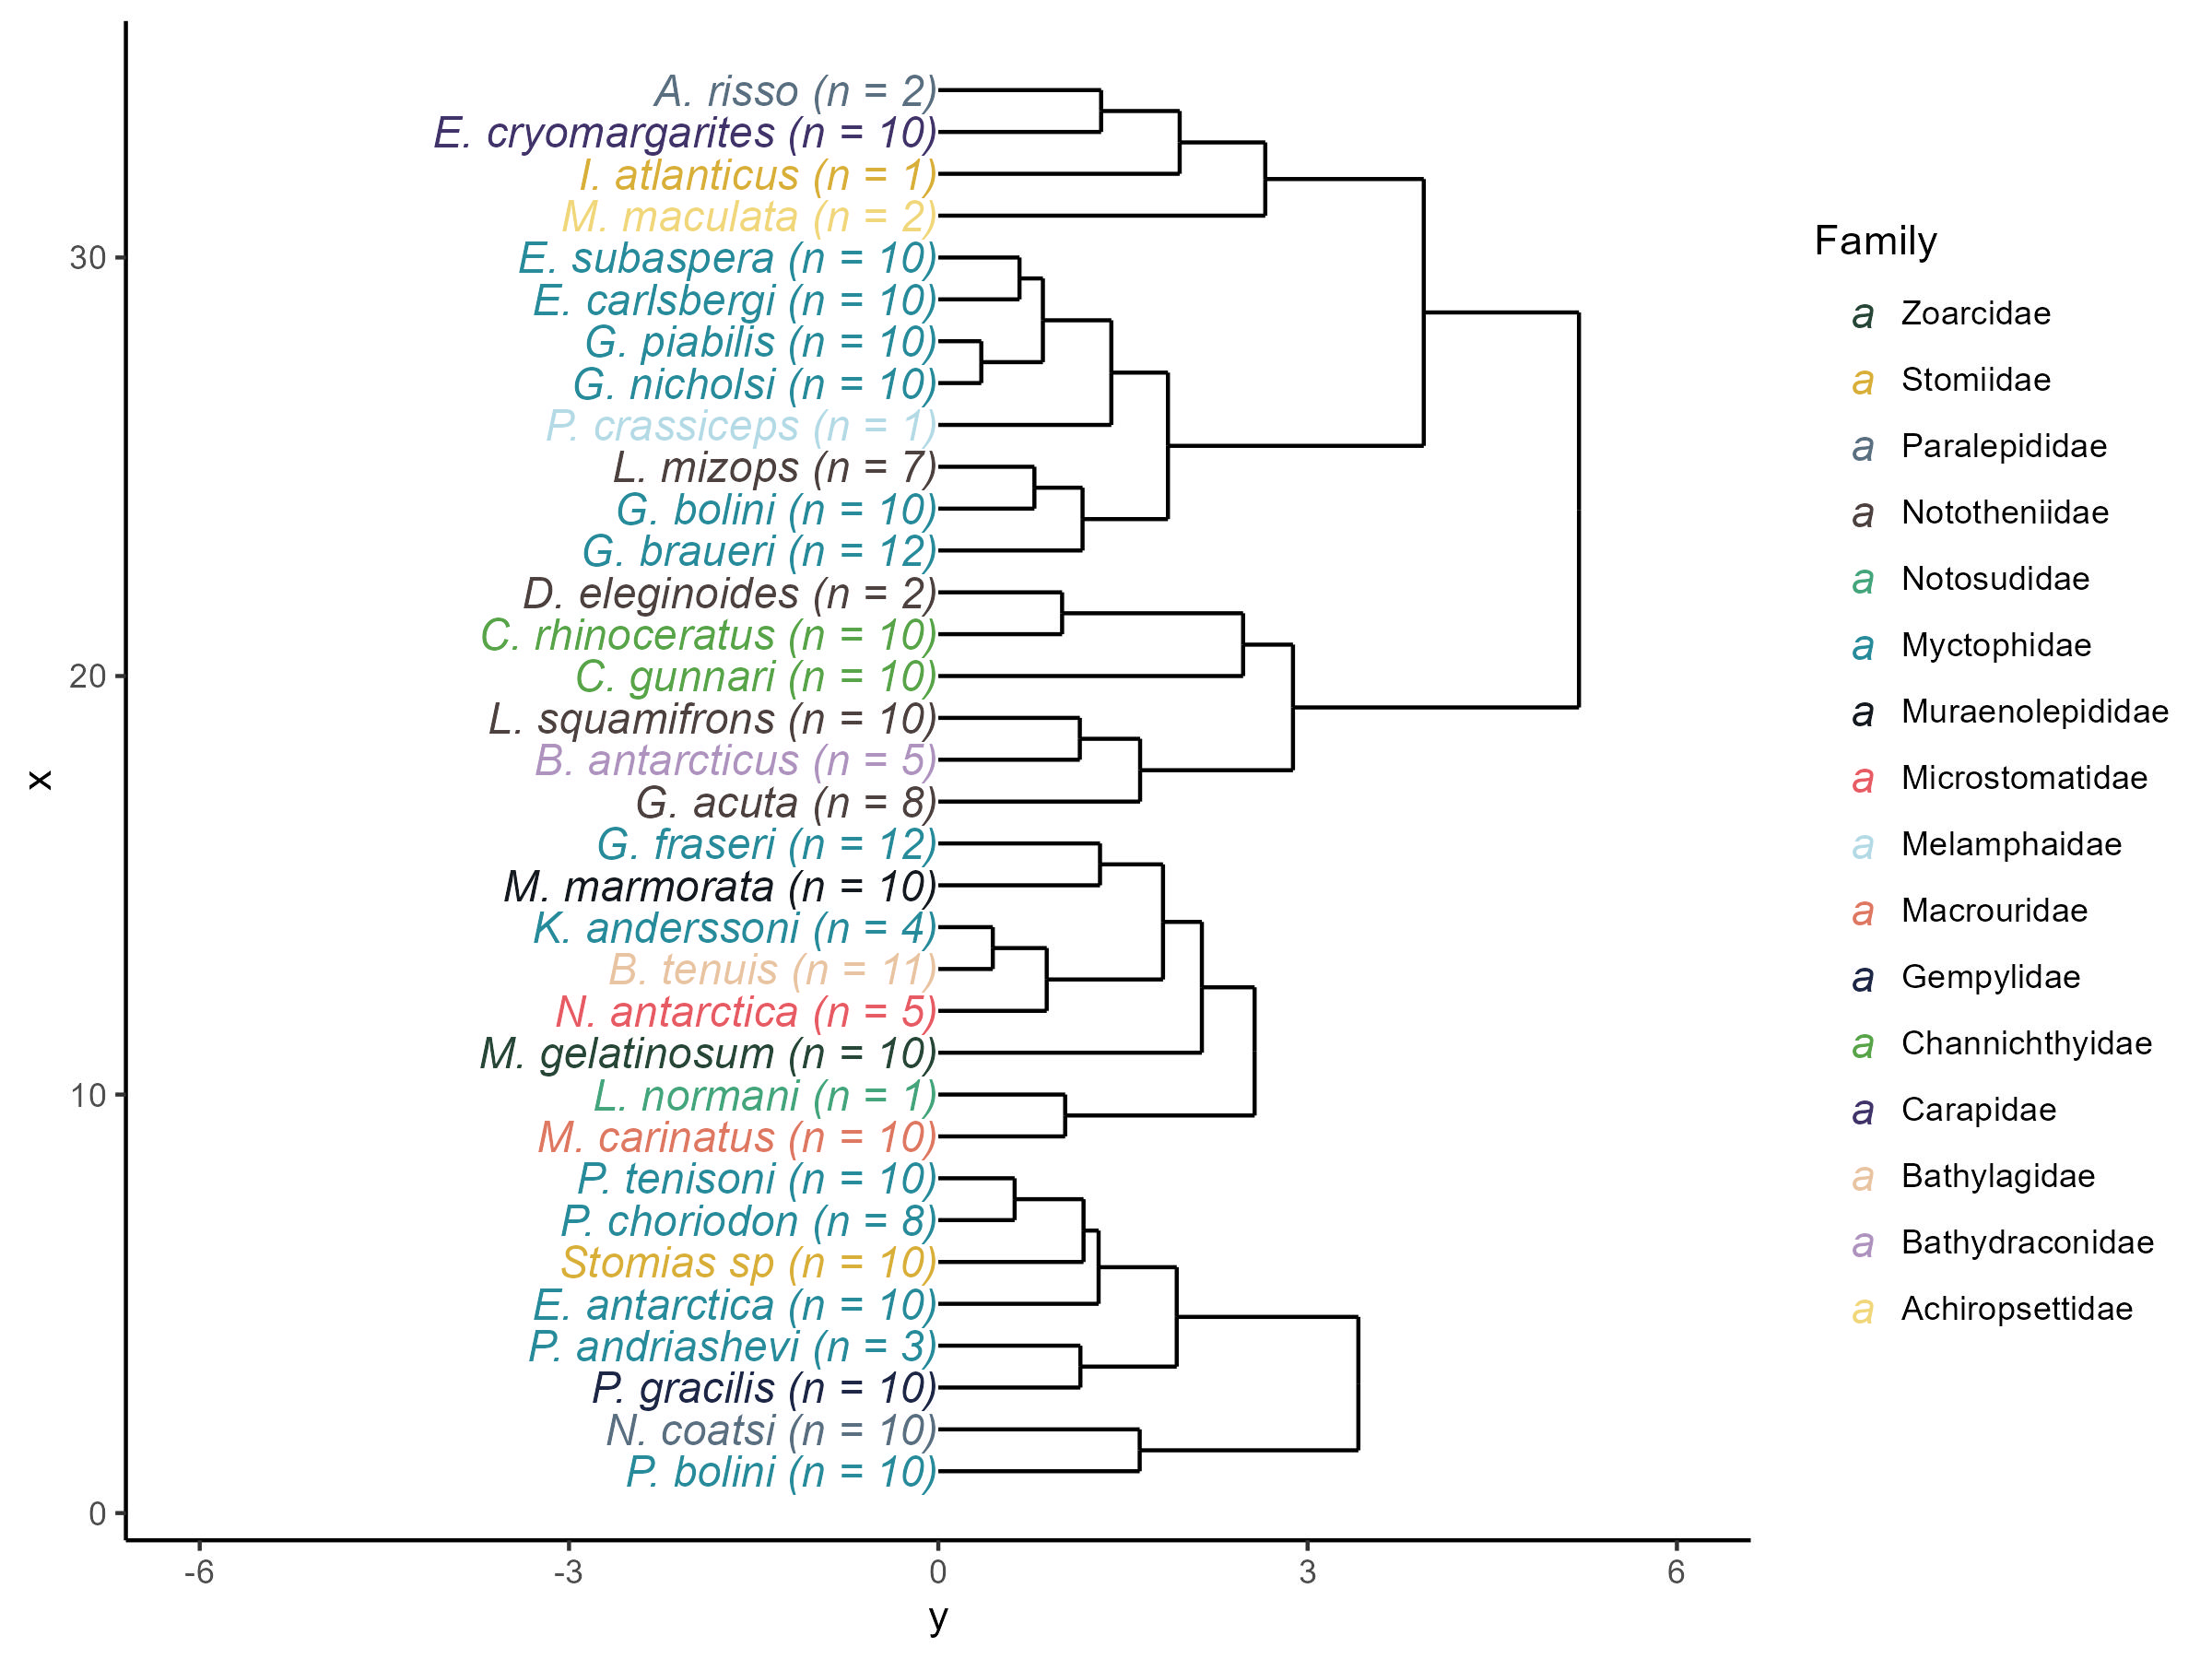 A. risso (n = 2)
E. cryomargarites (n = 10)
I. atlanticus (n = 1)
M. maculata (n = 2)
E. subaspera (n = 10)
E. carlsbergi (n = 10)
G. piabilis (n = 10)
G. nicholsi (n = 10)
P. crassiceps (n = 1)
L. mizops (n = 7)
G. bolini (n = 10)
G. braueri (n = 12)
D. eleginoides (n = 2)
C. rhinoceratus (n = 10)
C. gunnari (n = 10)
L. squamifrons (n = 10)
B. antarcticus (n = 5)
G. acuta (n = 8)
G. fraseri (n = 12)
M. marmorata (n = 10)
K. anderssoni (n = 4)
B. tenuis (n = 11)
N. antarctica (n = 5)
M. gelatinosum (n = 10)
L. normani (n = 1)
M. carinatus (n = 10)
P. tenisoni (n = 10)
P. choriodon (n = 8)
Stomias sp (n = 10)
E. antarctica (n = 10)
P. andriashevi (n = 3)
P. gracilis (n = 10)
N. coatsi (n = 10)
P. bolini (n = 10)
30
20
10
0
x
-6 -3 0 3 6
y
Family
a Zoarcidae
a Stomiidae
a Paralepididae
a Nototheniidae
a Notosudidae
a Myctophidae
a Muraenolepididae
a Microstomatidae
a Melamphaidae
a Macrouridae
a Gempylidae
a Channichthyidae
a Carapidae
a Bathylagidae
a Bathydraconidae
a Achiropsettidae